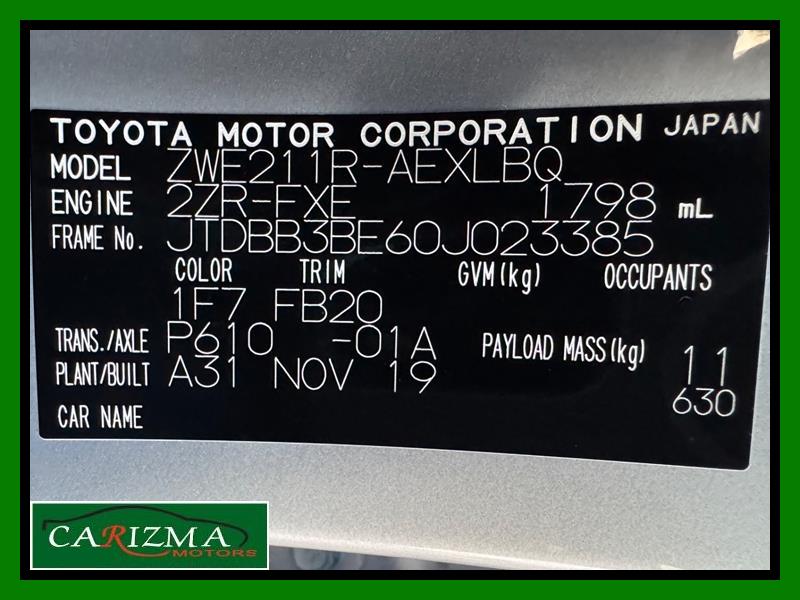 TOYOTA MOTOR CORPORATION JAPAN
MODEL ZWE211R-AEXLBQ
ENGINE 2ZR-FXE 1798 mL
FRAME No. JTDBB3BE60J023385
COLOR TRIM GVM(kg) OCCUPANTS
1F7 FB20
TRANS./AXLE P610 -01A PAYLOAD MASS(kg) 11
PLANT/BUILT A31 NOV 19 630
CAR NAME
CARIZMA
MOTORS